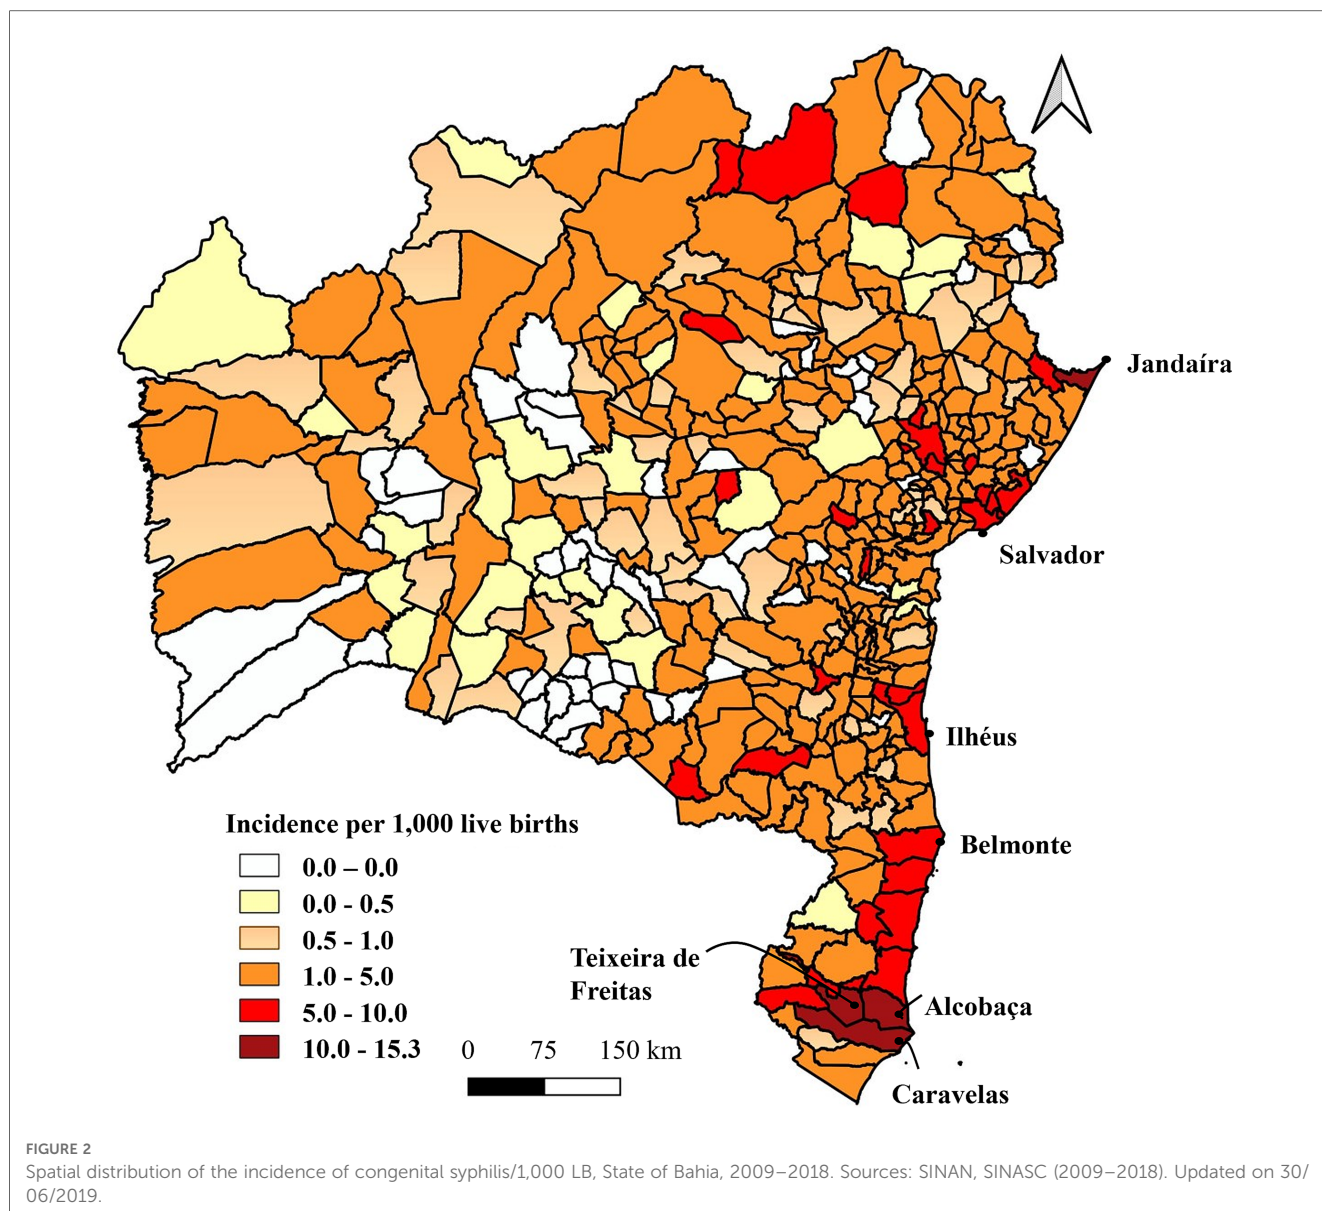 Jandaíra
Salvador
Ilhéus
Incidence per 1,000 live births
0.0 – 0.0
0.0 - 0.5
0.5 - 1.0
1.0 - 5.0
5.0 - 10.0
10.0 - 15.3
0 75 150 km
Belmonte
Teixeira de
Freitas
Alcobaça
Caravelas
FIGURE 2
Spatial distribution of the incidence of congenital syphilis/1,000 LB, State of Bahia, 2009–2018. Sources: SINAN, SINASC (2009–2018). Updated on 30/
06/2019.